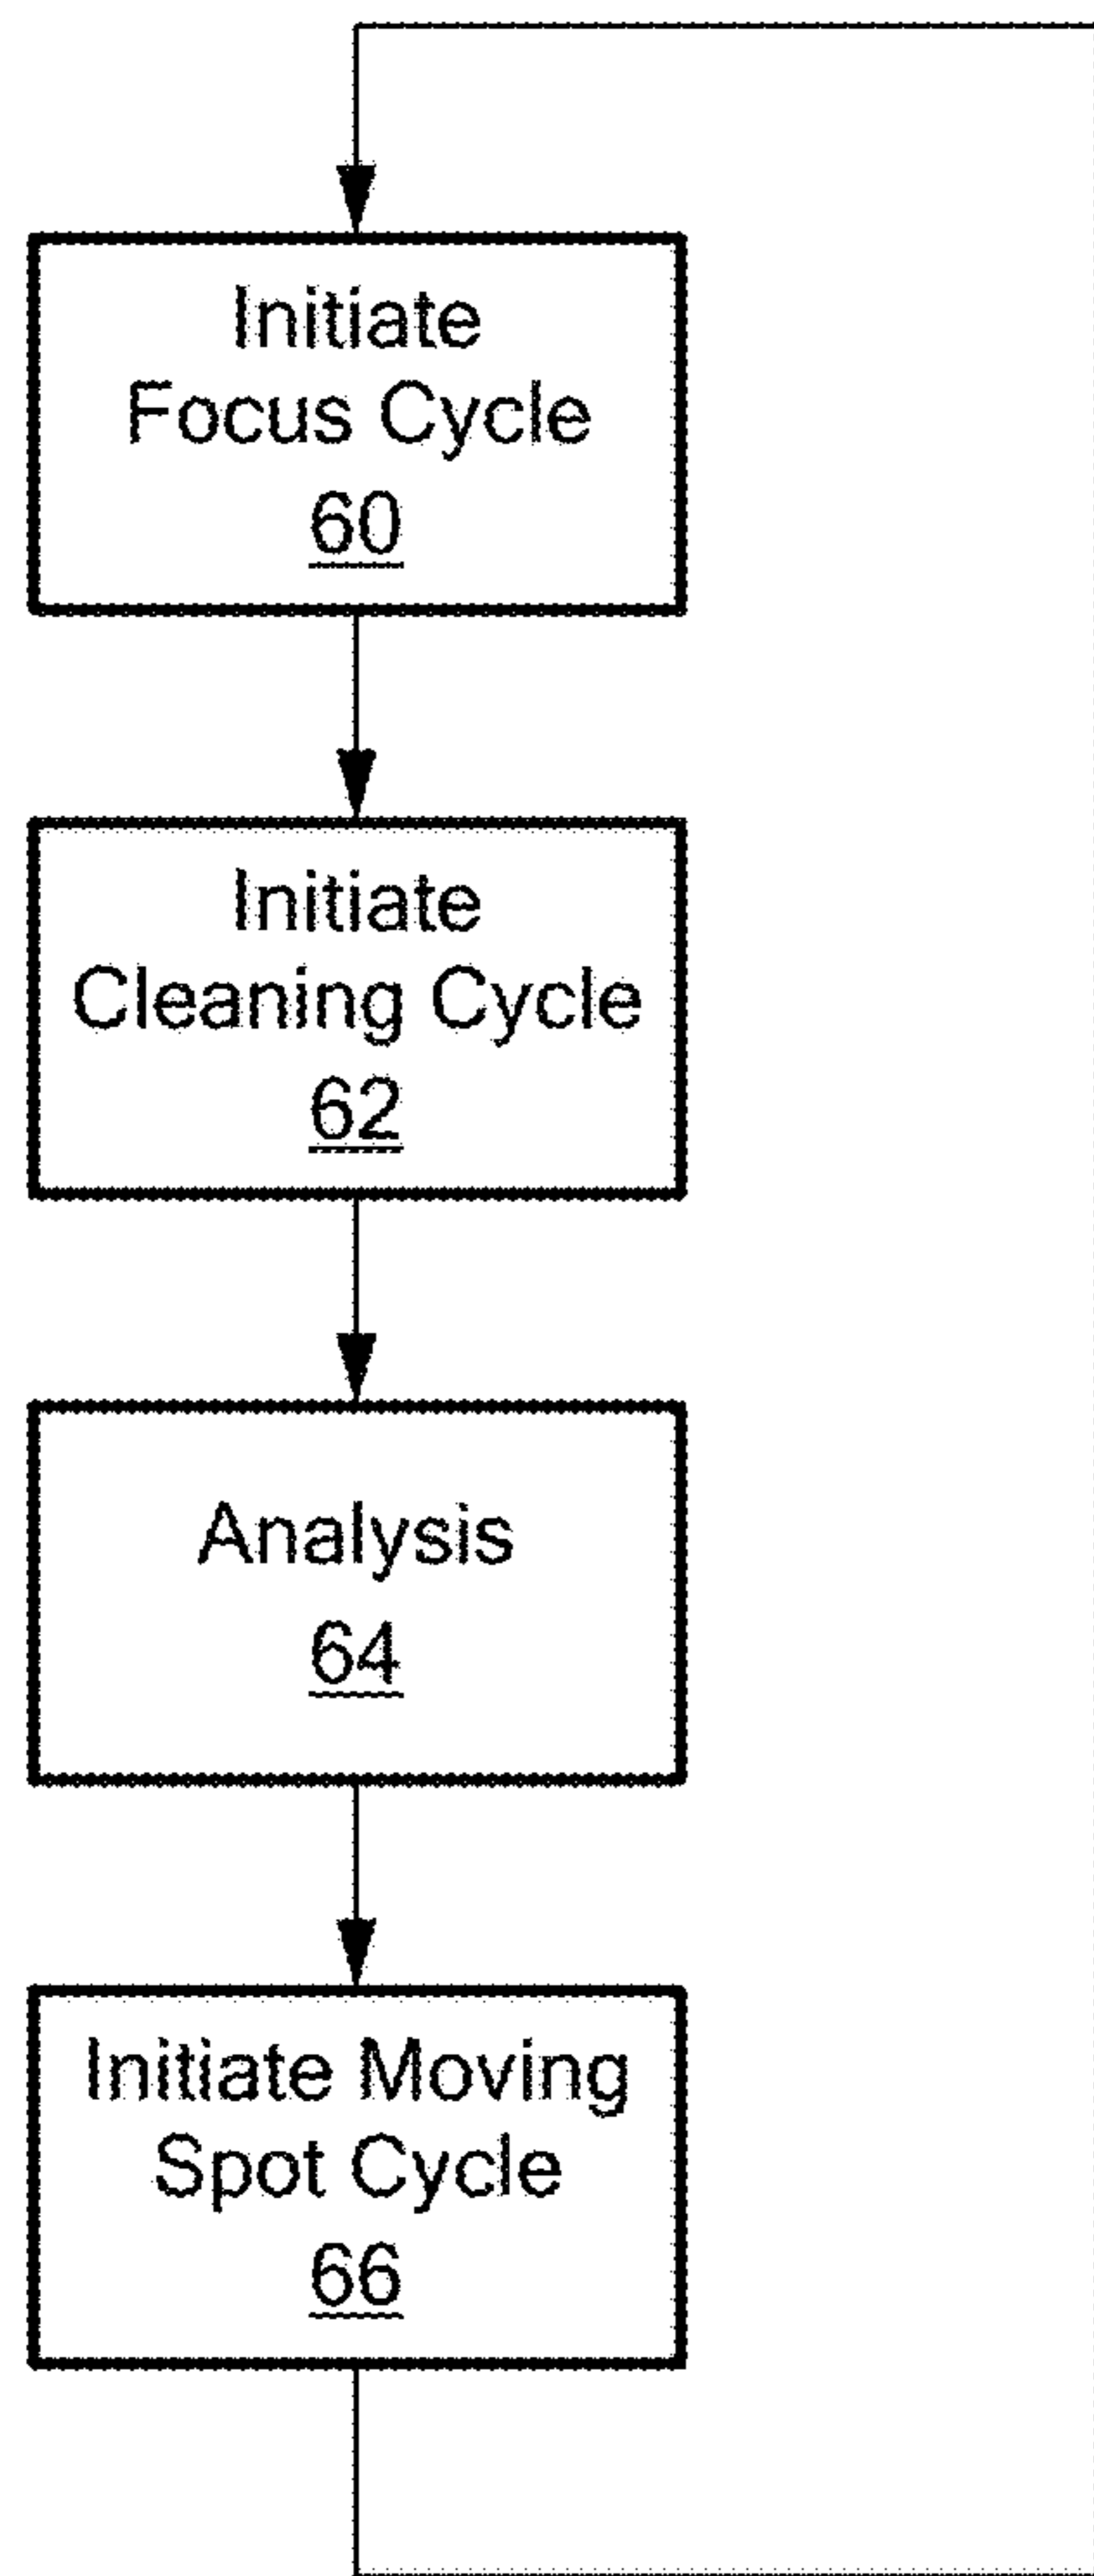 Initiate
Focus Cycle
60
Initiate
Cleaning Cycle
62
Analysis
64
Initiate Moving
Spot Cycle
66